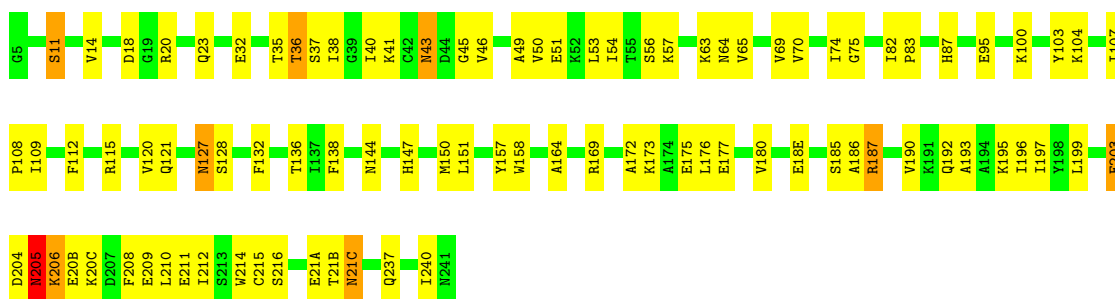 G5 S11 V14 D18 G19 R20 Q23 E32 T35 T36 S37 I38 G39 I40 K41 C42 N43 D44 G45 V46 A49 V50 E51 K52 L53 I54 T55 S56 K57 K63 N64 V65 V69 V70 I74 G75 I82 P83 H87 E95 K100 Y103 K104 I107
P108 I109 F112 R115 V120 Q121 N127 S128 F132 T136 I137 F138 N144 H147 M150 L151 Y157 W158 A164 R169 A172 K173 A174 E175 L176 E177 V180 E18E S185 A186 R187 V190 K191 Q192 A193 A194 K195 I196 I197 Y198 L199
D204 N205 K206 E20B K20C D207 F208 E209 L210 E211 I212 S213 W214 C215 S216 E21A T21B N21C Q237 I240 N241